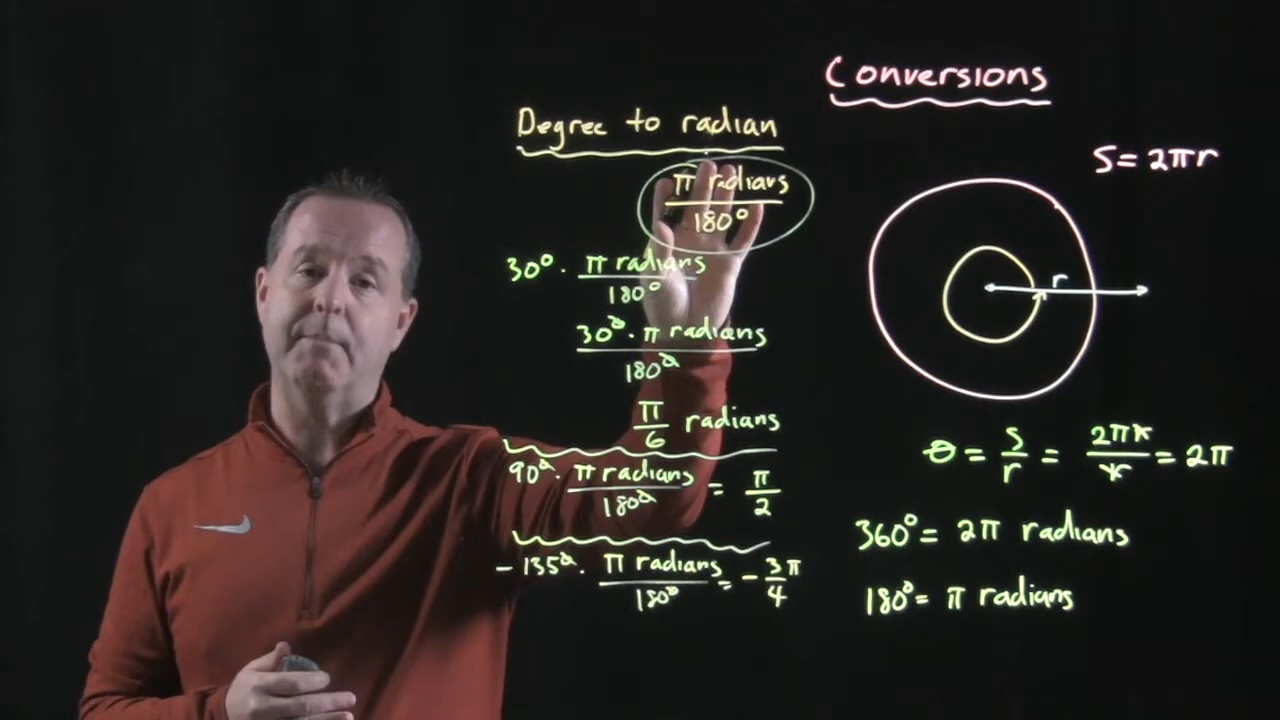 Conversions
Degree to radian
π radians
180°
30° · π radians
180°
30° · π radians
180°
π
6 radians
90° · π radians = π
180° 2
- 135° · π radians = - 3 π
180° 4
S = 2πr
r
θ = s = 2πr = 2π
r r
360° = 2π radians
180° = π radians